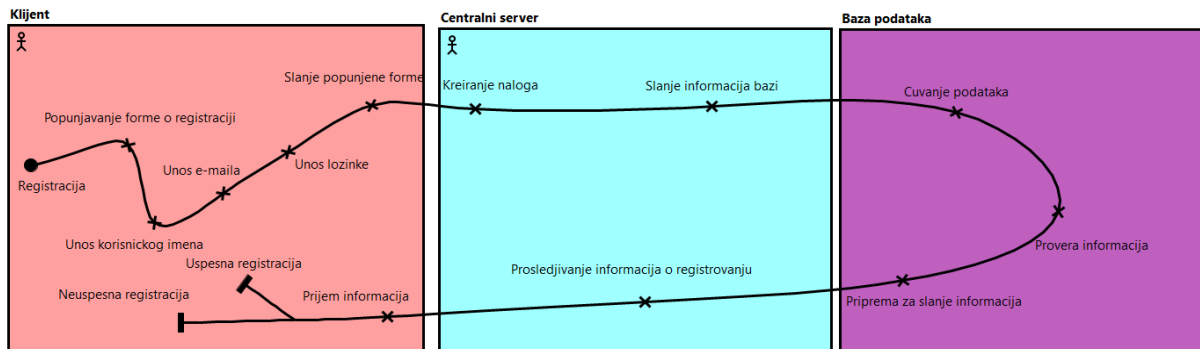 Klijent
Centralni server
Baza podataka
Slanje popunjene forme
Kreiranje naloga
Slanje informacija bazi
Cuvanje podataka
Popunjavanje forme o registraciji
Unos e-maila
Unos lozinke
Registracija
Unos korisnickog imena
Provera informacija
Uspesna registracija
Prosledjivanje informacija o registrovanju
Neuspesna registracija
Prijem informacija
Priprema za slanje informacija